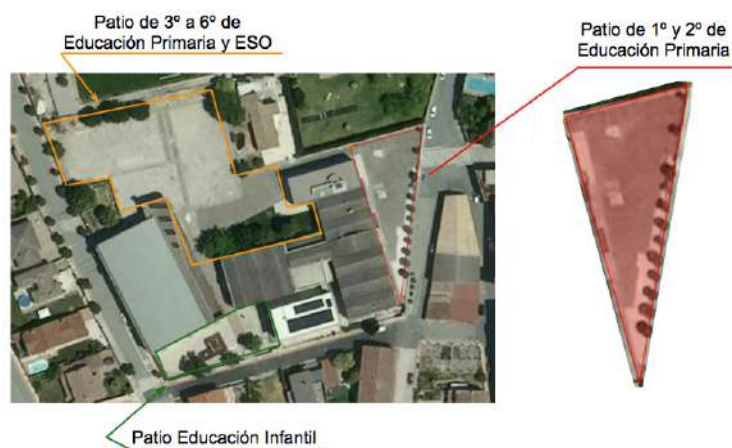 Patio de 3º a 6º de
Educación Primaria y ESO
Patio de 1º y 2º de
Educación Primaria
Patio Educación Infantil